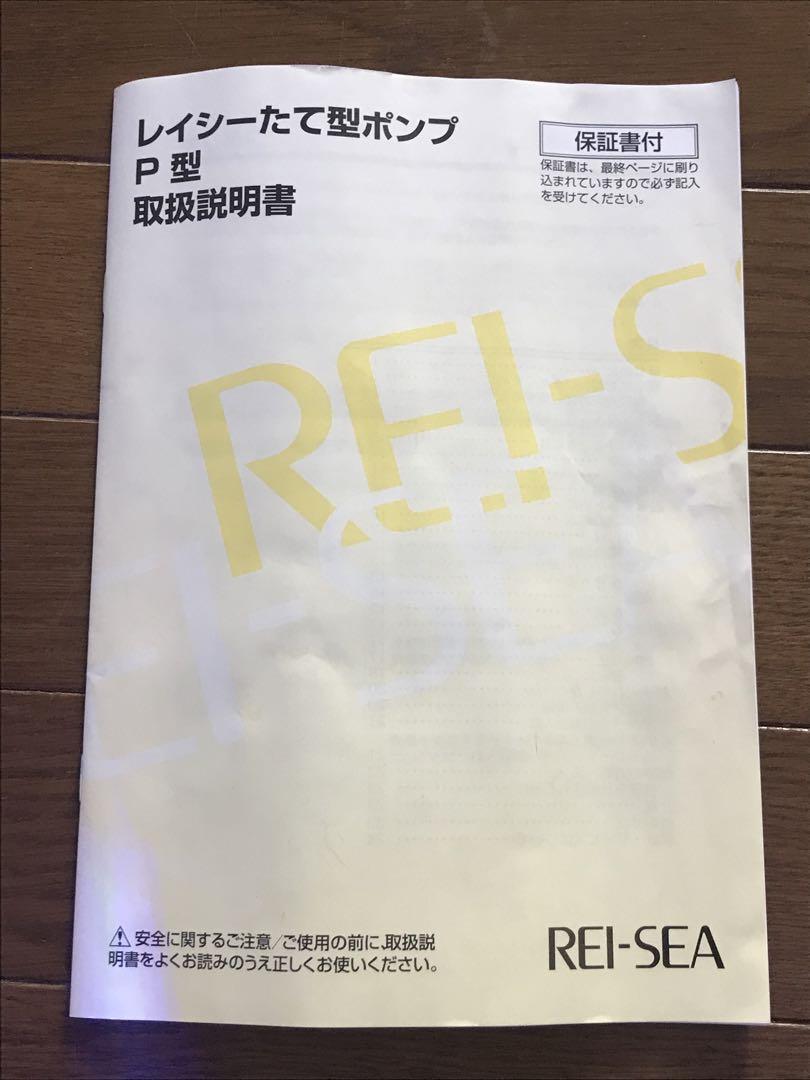 レイシーたて型ポンプ
P 型
取扱説明書
保証書付
保証書は、最終ページに刷り
込まれていますので必ず記入
を受けてください。
REI-S
EI-SEA
⚠安全に関するご注意/ご使用の前に、取扱説
明書をよくお読みのうえ正しくお使いください。
REI-SEA